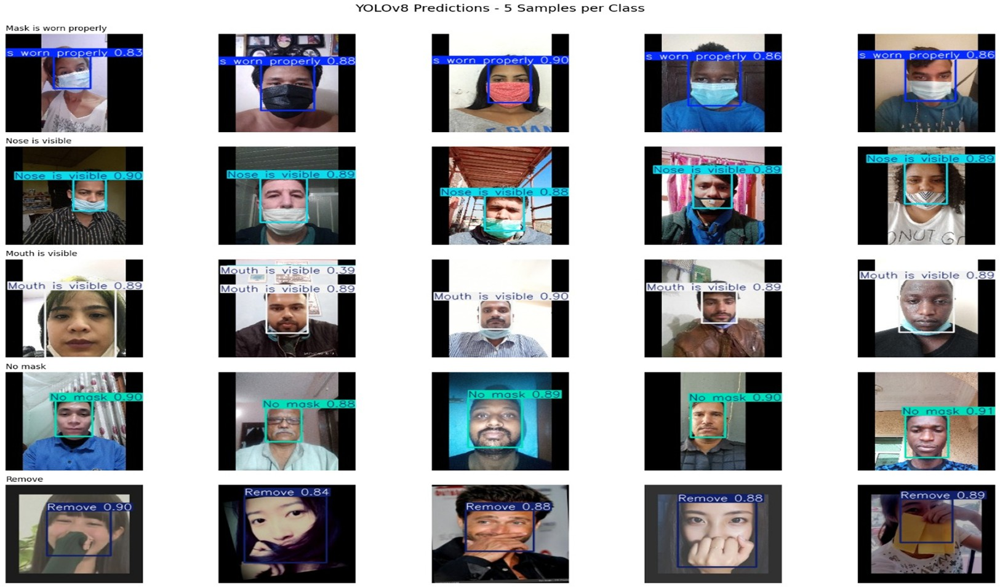 YOLOv8 Predictions - 5 Samples per Class
Mask is worn properly
s worn properly 0.83
s worn properly 0.88
s worn properly 0.90
s worn properly 0.86
s worn properly 0.86
Nose is visible
Nose is visible 0.90
Nose is visible 0.89
Nose is visible 0.88
Nose is visible 0.89
Nose is visible 0.89
ONUT G
Mouth is visible
Mouth is visible 0.89
Mouth is visible 0.39
Mouth is visible 0.89
Mouth is visible 0.90
Mouth is visible 0.89
Mouth is visible 0.89
No mask
No mask 0.90
No mask 0.88
No mask 0.89
No mask 0.90
No mask 0.91
Remove
Remove 0.90
Remove 0.84
Remove 0.88
Remove 0.88
Remove 0.89